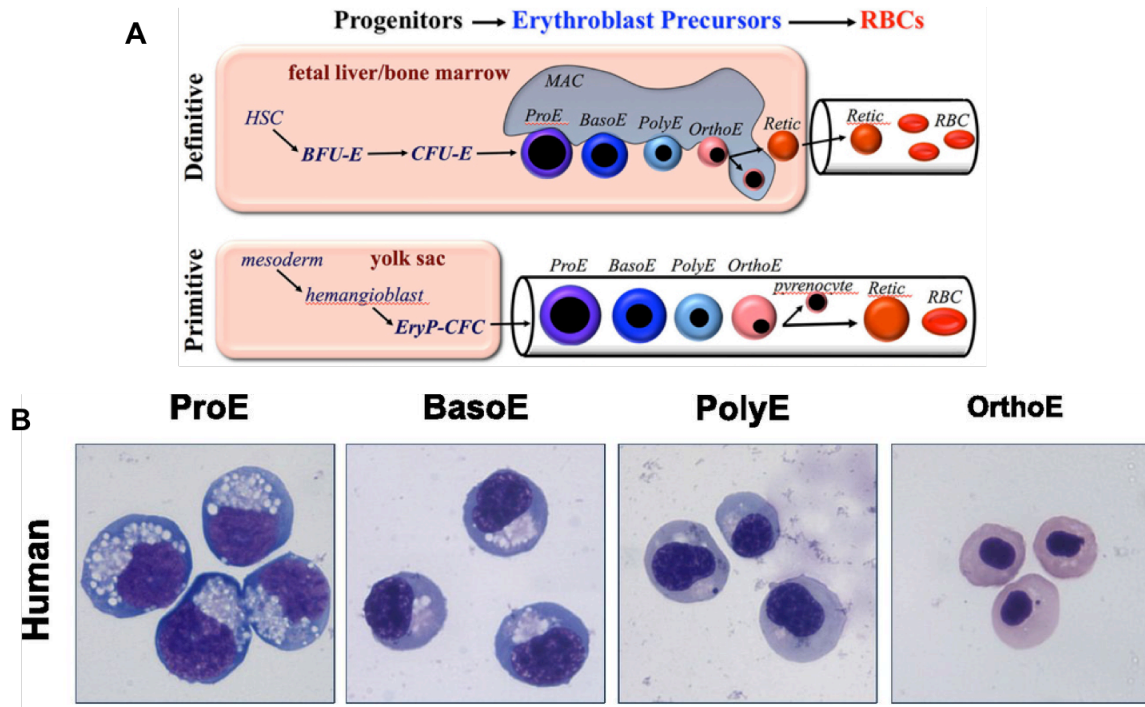 A
Progenitors Erythroblast Precursors RBCs
Definitive
fetal liver/bone marrow
MAC
HSC
BFU-E CFU-E
ProE BasoE PolyE OrthoE Retic
Retic RBC
Primitive
mesoderm yolk sac
hemangioblast
EryP-CFC
ProE BasoE PolyE OrthoE
pyrenocyte Retic RBC
B
ProE BasoE PolyE OrthoE
Human